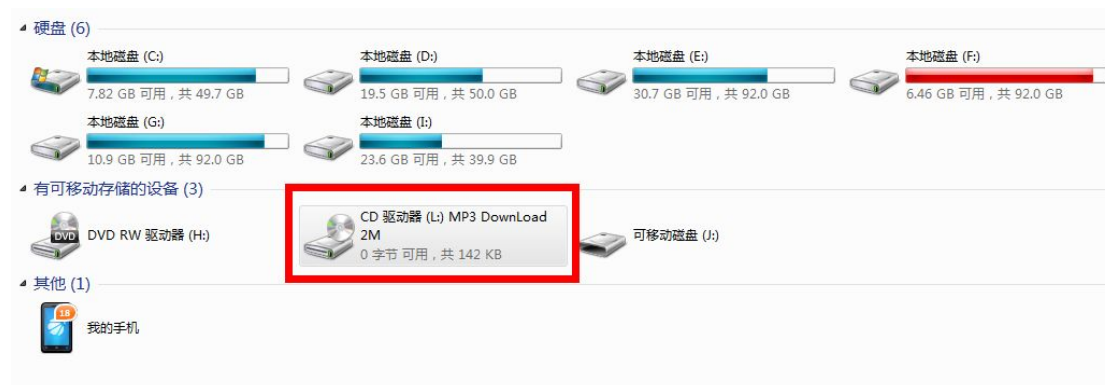 硬盘 (6)
本地磁盘 (C:)
7.82 GB 可用，共 49.7 GB
本地磁盘 (D:)
19.5 GB 可用，共 50.0 GB
本地磁盘 (E:)
30.7 GB 可用，共 92.0 GB
本地磁盘 (F:)
6.46 GB 可用，共 92.0 GB
本地磁盘 (G:)
10.9 GB 可用，共 92.0 GB
本地磁盘 (I:)
23.6 GB 可用，共 39.9 GB
有可移动存储的设备 (3)
DVD
DVD RW 驱动器 (H:)
CD 驱动器 (L:) MP3 DownLoad
2M
0 字节 可用，共 142 KB
可移动磁盘 (J:)
其他 (1)
18
我的手机